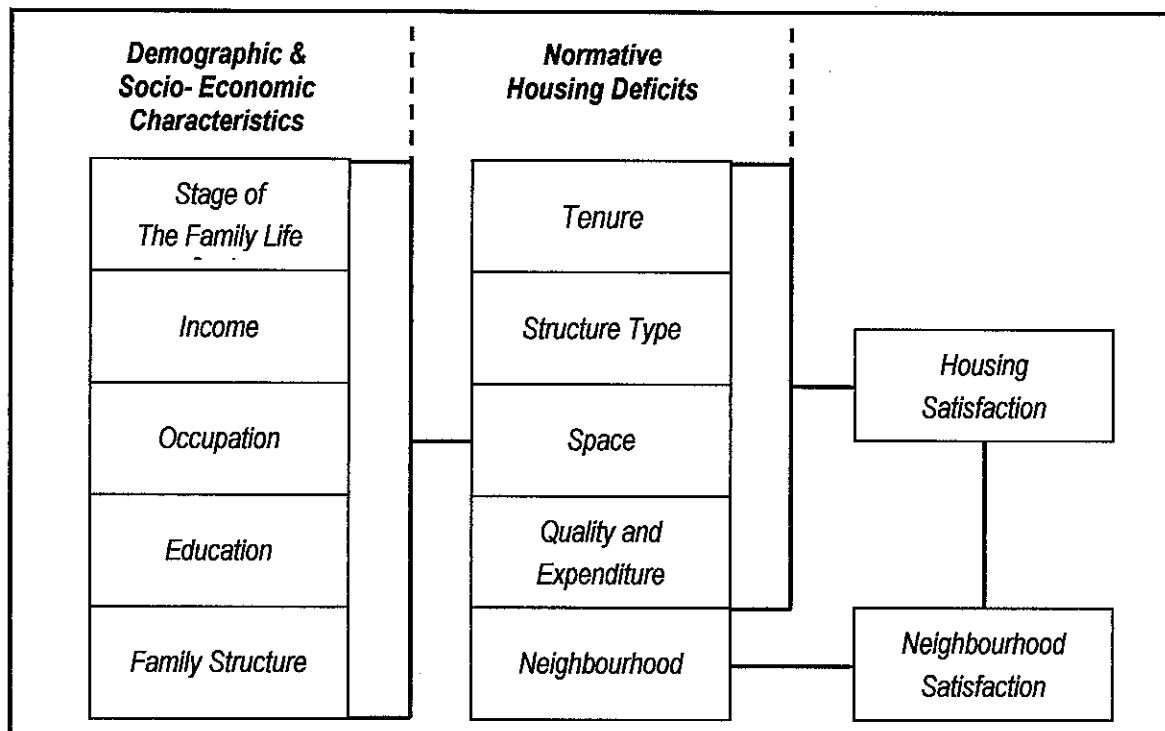 Demographic &
Socio- Economic
Characteristics
Stage of
The Family Life
Income
Occupation
Education
Family Structure
Normative
Housing Deficits
Tenure
Structure Type
Space
Quality and
Expenditure
Neighbourhood
Housing
Satisfaction
Neighbourhood
Satisfaction